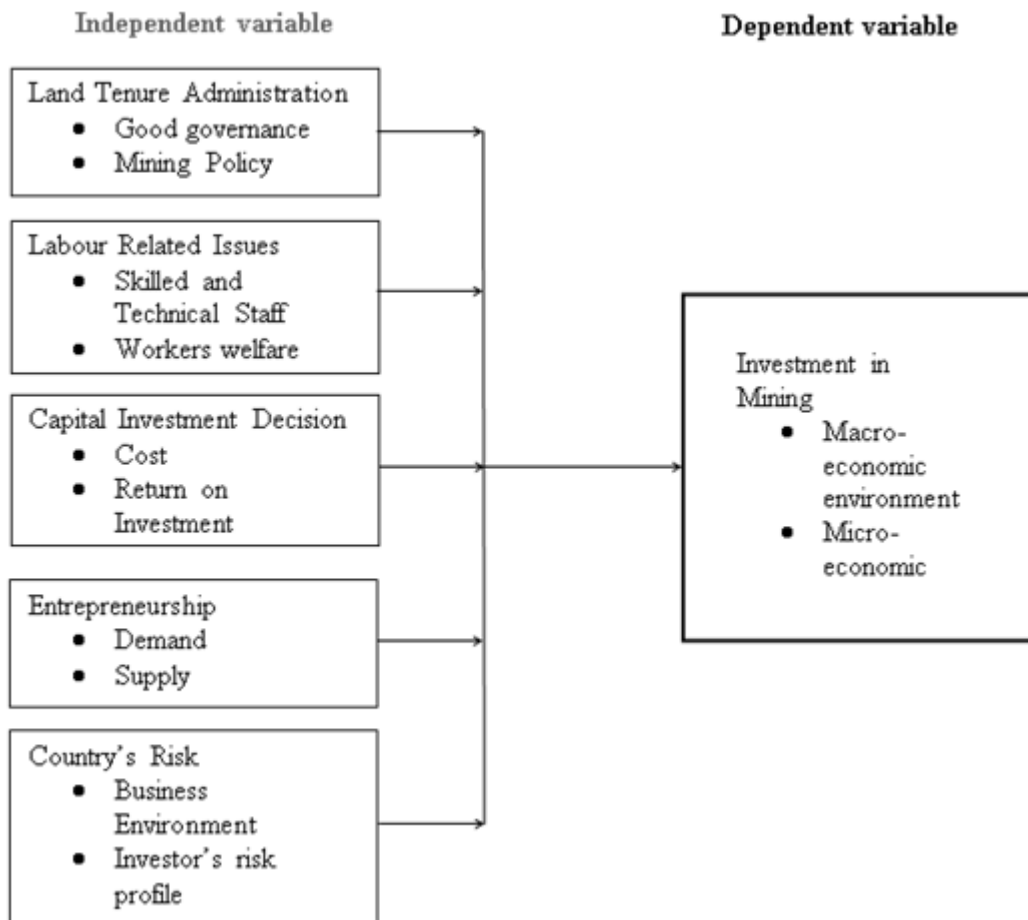 Independent variable
Dependent variable
Land Tenure Administration
• Good governance
• Mining Policy
Labour Related Issues
• Skilled and
Technical Staff
• Workers welfare
Capital Investment Decision
• Cost
• Return on
Investment
Entrepreneurship
• Demand
• Supply
Country's Risk
• Business
Environment
• Investor's risk
profile
Investment in
Mining
• Macro-
economic
environment
• Micro-
economic